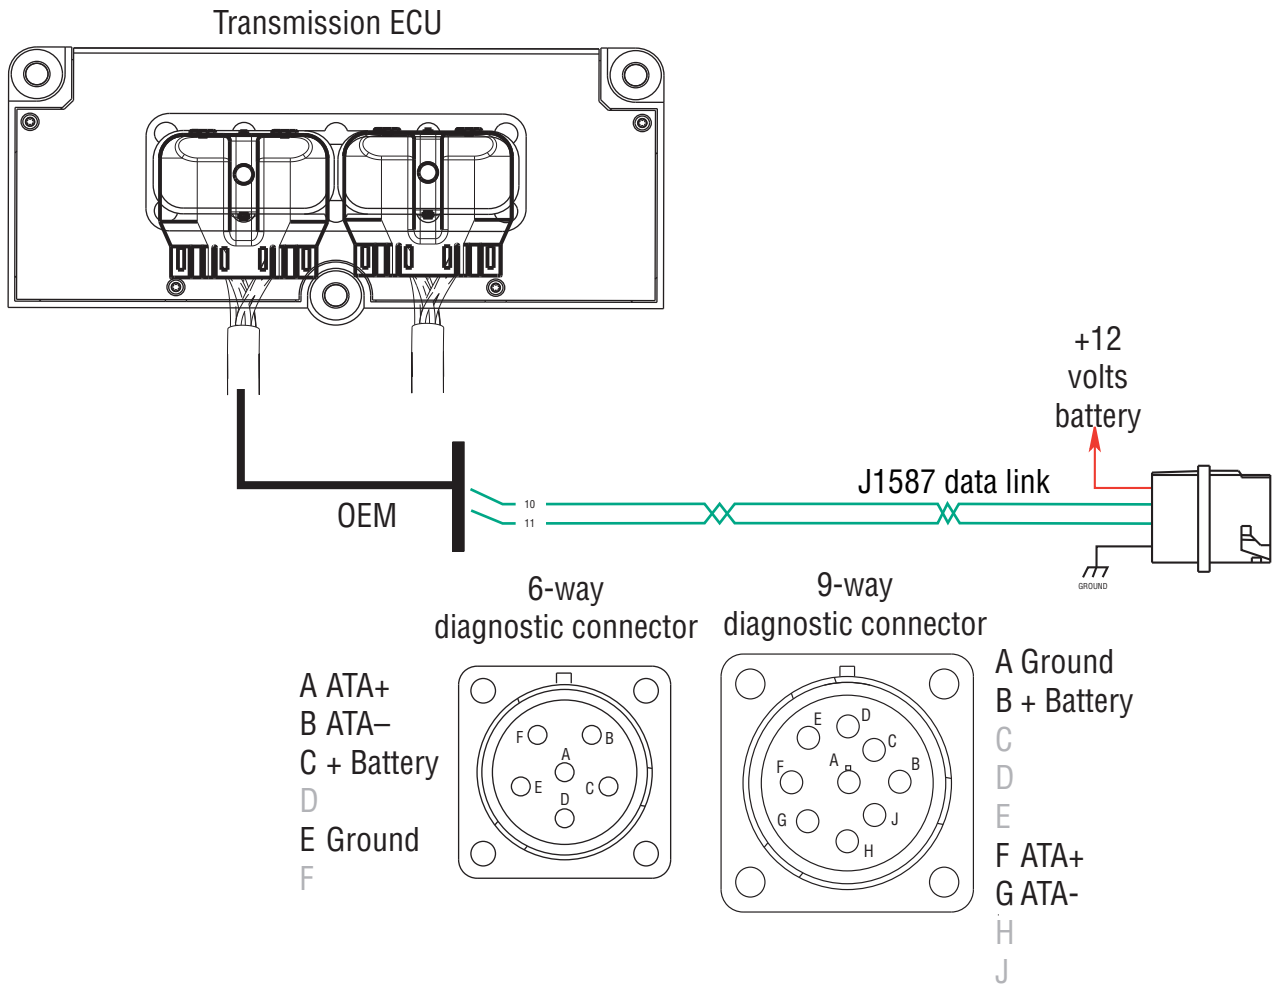 Transmission ECU
+12
volts
battery
J1587 data link
OEM
10
11
GROUND
6-way
diagnostic connector
9-way
diagnostic connector
A ATA+
B ATA–
C + Battery
D
E Ground
F
F
B
A
E
C
D
E
D
C
F
A
B
G
J
H
A Ground
B + Battery
C
D
E
F ATA+
G ATA-
H
J